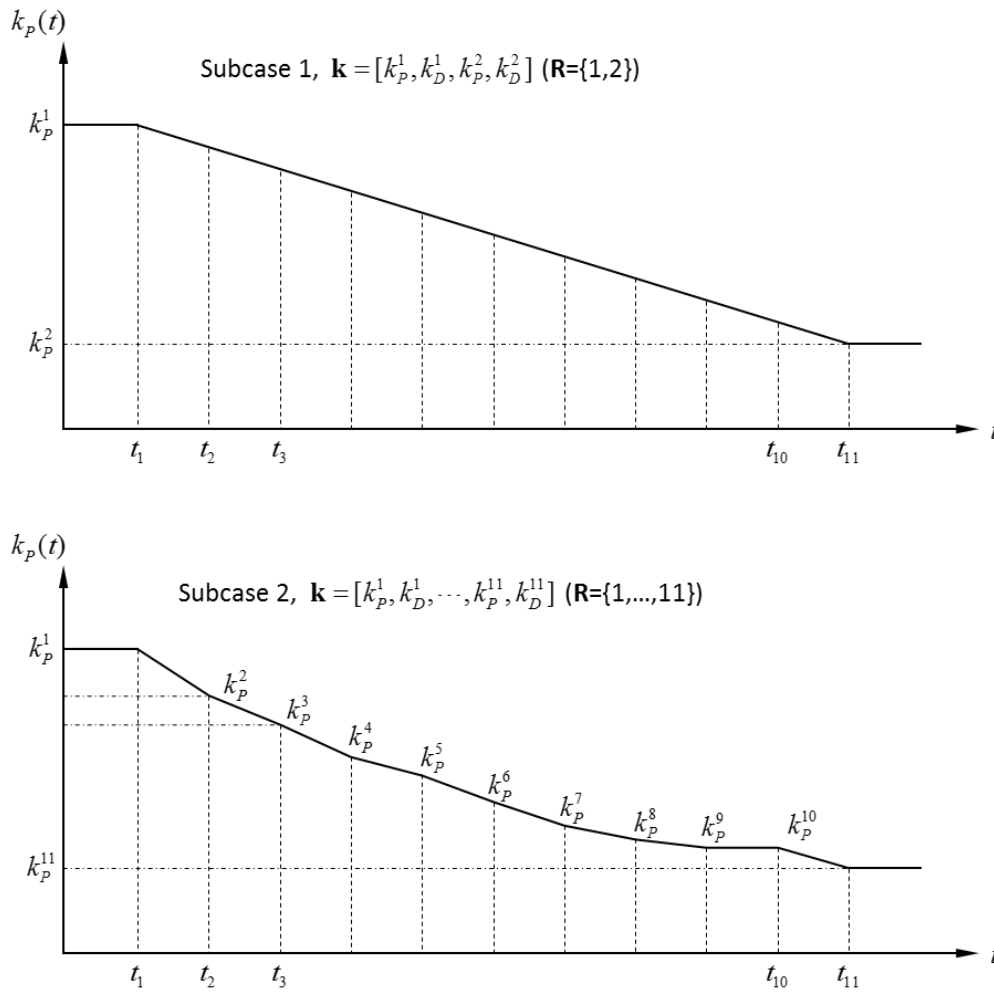 k_P(t)
Subcase 1, k = [k_P^1, k_D^1, k_P^2, k_D^2] (R={1,2})
k_P^1
k_P^2
t_1 t_2 t_3 t_10 t_11 t
k_P(t)
Subcase 2, k = [k_P^1, k_D^1, ⋯, k_P^11, k_D^11] (R={1,…,11})
k_P^1
k_P^2
k_P^3
k_P^4
k_P^5
k_P^6
k_P^7
k_P^8 k_P^9 k_P^10
k_P^11
t_1 t_2 t_3 t_10 t_11 t